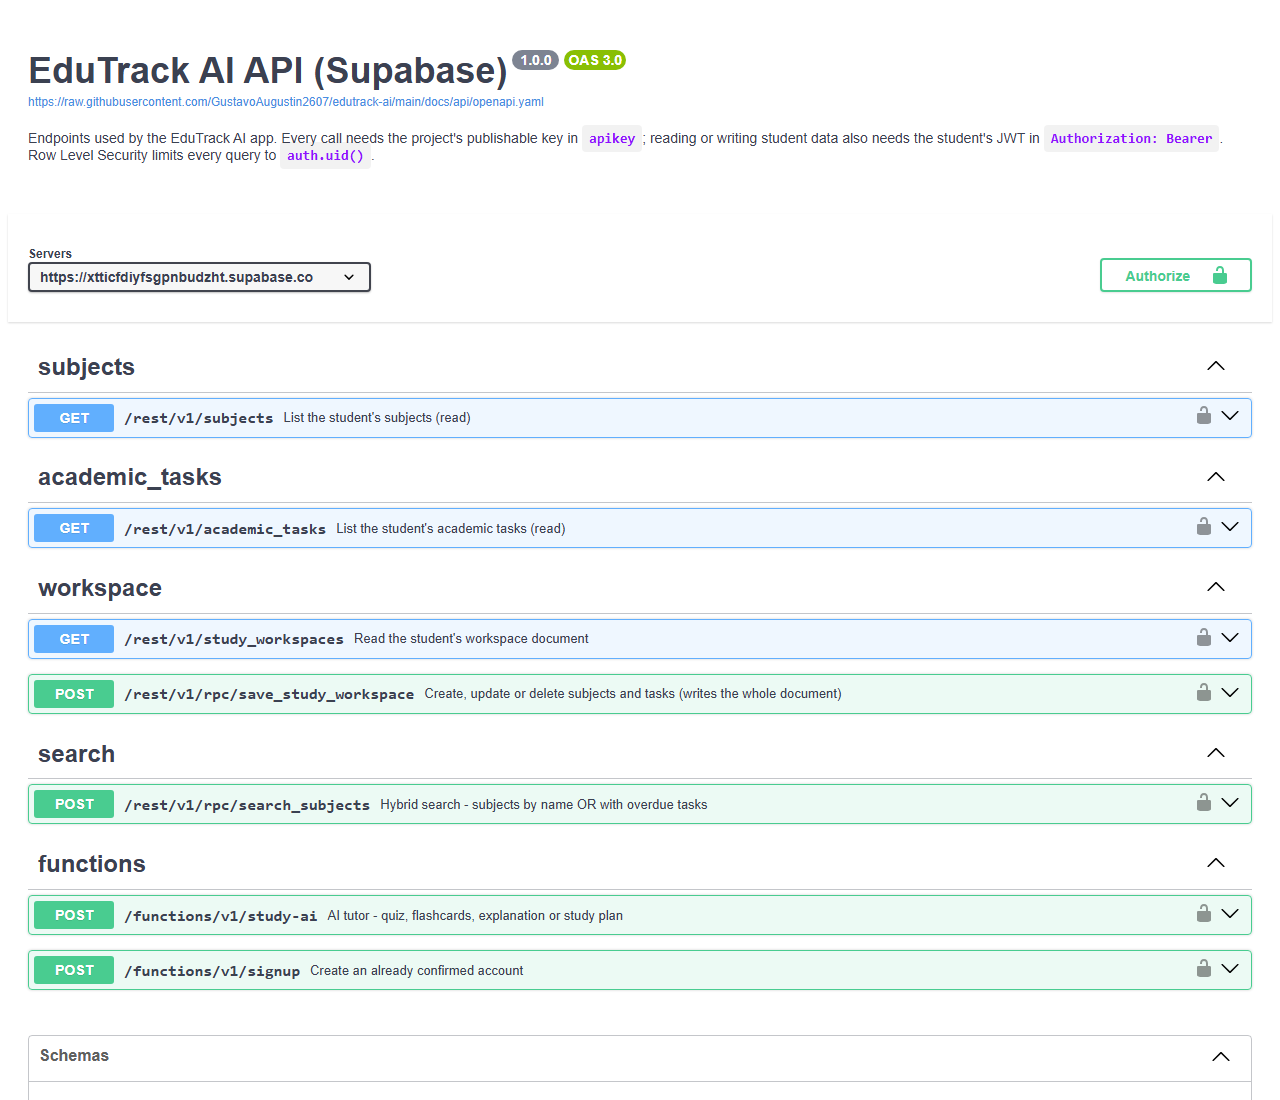 EduTrack AI API (Supabase) 1.0.0 OAS 3.0
https://raw.githubusercontent.com/GustavoAugustin2607/edutrack-ai/main/docs/api/openapi.yaml
Endpoints used by the EduTrack AI app. Every call needs the project's publishable key in apikey ; reading or writing student data also needs the student's JWT in Authorization: Bearer .
Row Level Security limits every query to auth.uid() .
Servers
https://xtticfdiyfsgpnbudzht.supabase.co
Authorize
subjects
GET /rest/v1/subjects List the student's subjects (read)
academic_tasks
GET /rest/v1/academic_tasks List the student's academic tasks (read)
workspace
GET /rest/v1/study_workspaces Read the student's workspace document
POST /rest/v1/rpc/save_study_workspace Create, update or delete subjects and tasks (writes the whole document)
search
POST /rest/v1/rpc/search_subjects Hybrid search - subjects by name OR with overdue tasks
functions
POST /functions/v1/study-ai AI tutor - quiz, flashcards, explanation or study plan
POST /functions/v1/signup Create an already confirmed account
Schemas